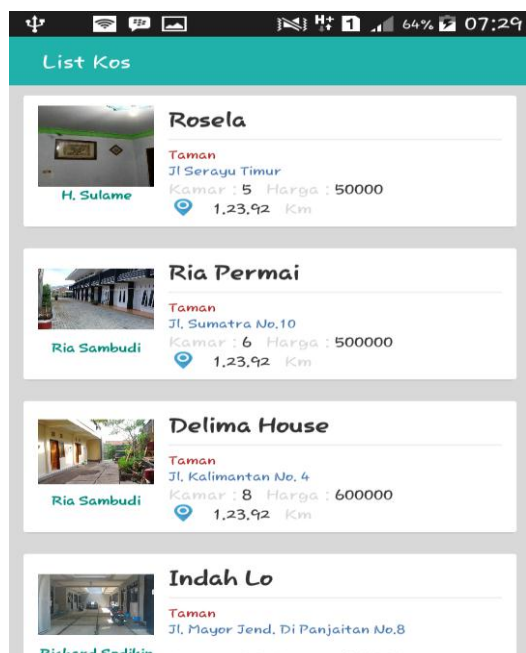 1 64% 07:29
List Kos
Rosela
Taman
Jl Serayu Timur
Kamar : 5 Harga : 50000
1.23.92 Km
H. Sulame
Ria Permai
Taman
Jl. Sumatra No.10
Kamar : 6 Harga : 500000
1.23.92 Km
Ria Sambudi
Delima House
Taman
Jl. Kalimantan No. 4
Kamar : 8 Harga : 600000
1.23.92 Km
Ria Sambudi
Indah Lo
Taman
Jl. Mayor Jend. Di Panjaitan No.8